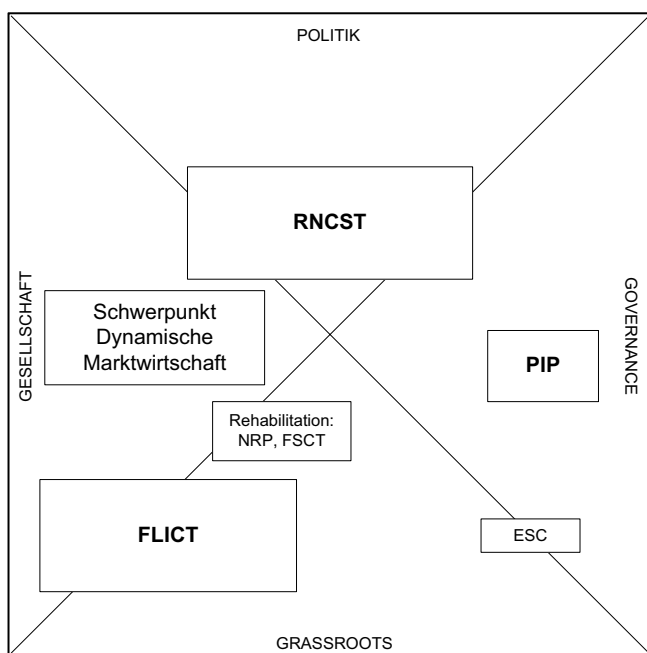 POLITIK
RNCST
GESELLSCHAFT
Schwerpunkt
Dynamische
Marktwirtschaft
GOVERNANCE
PIP
Rehabilitation:
NRP, FSCT
FLICT
ESC
GRASSROOTS